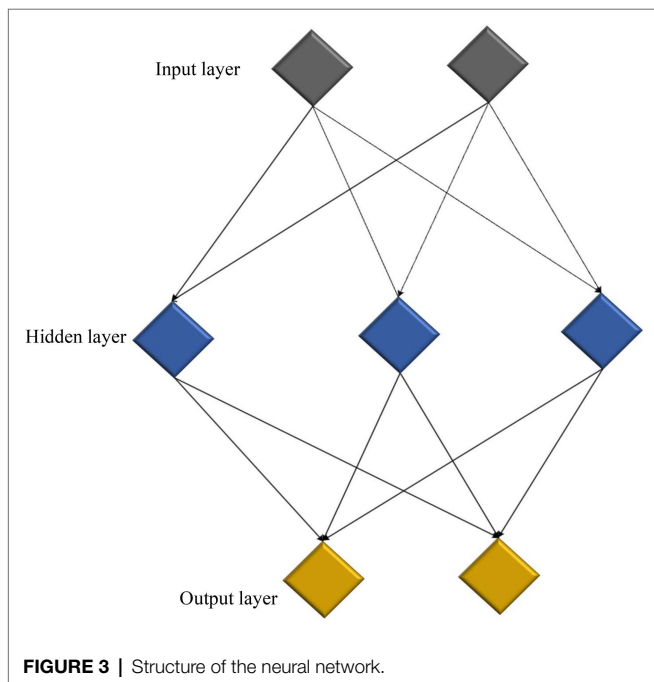 Input layer
Hidden layer
Output layer
FIGURE 3 | Structure of the neural network.